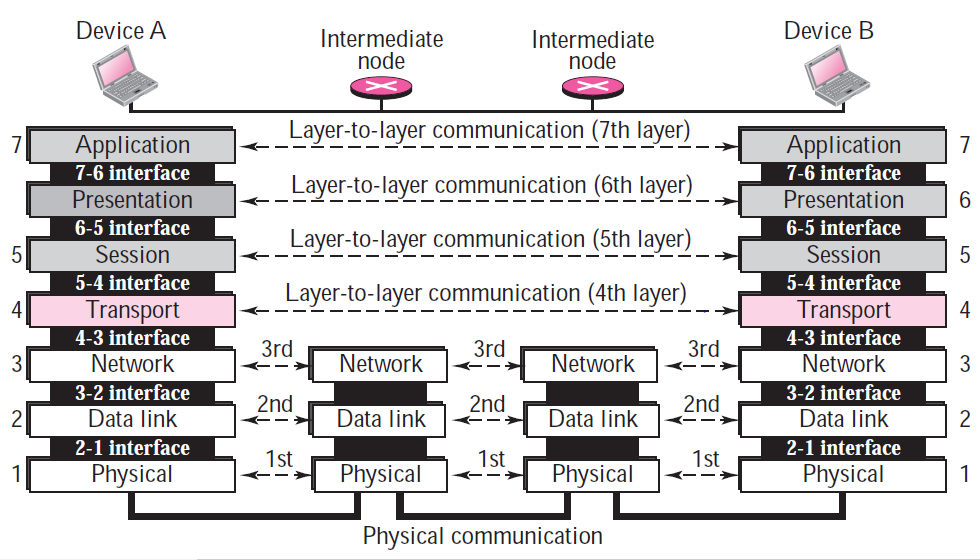 Device A
Intermediate
node
Intermediate
node
Device B
7 Application Layer-to-layer communication (7th layer) Application 7
7-6 interface 7-6 interface
Presentation Layer-to-layer communication (6th layer) Presentation 6
6-5 interface 6-5 interface
5 Session Layer-to-layer communication (5th layer) Session 5
5-4 interface 5-4 interface
4 Transport Layer-to-layer communication (4th layer) Transport 4
4-3 interface 4-3 interface
3 Network 3rd Network 3rd Network 3rd Network 3
3-2 interface 3-2 interface
2 Data link 2nd Data link 2nd Data link 2nd Data link 2
2-1 interface 2-1 interface
1 Physical 1st Physical 1st Physical 1st Physical 1
Physical communication